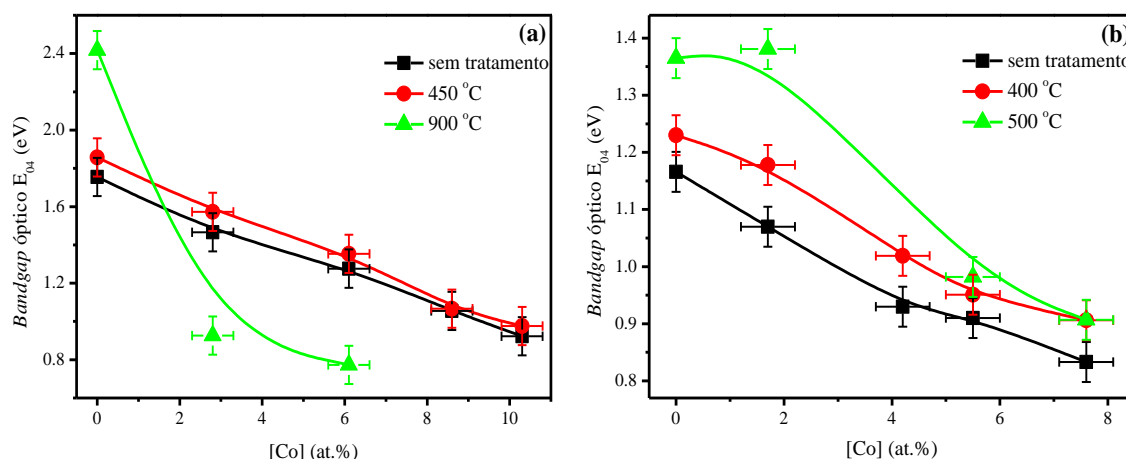 (a)
sem tratamento
450 °C
900 °C
Bandgap óptico E04 (eV)
2.4
2.0
1.6
1.2
0.8
0 2 4 6 8 10
[Co] (at.%)
(b)
sem tratamento
400 °C
500 °C
Bandgap óptico E04 (eV)
1.4
1.3
1.2
1.1
1.0
0.9
0.8
0 2 4 6 8
[Co] (at.%)